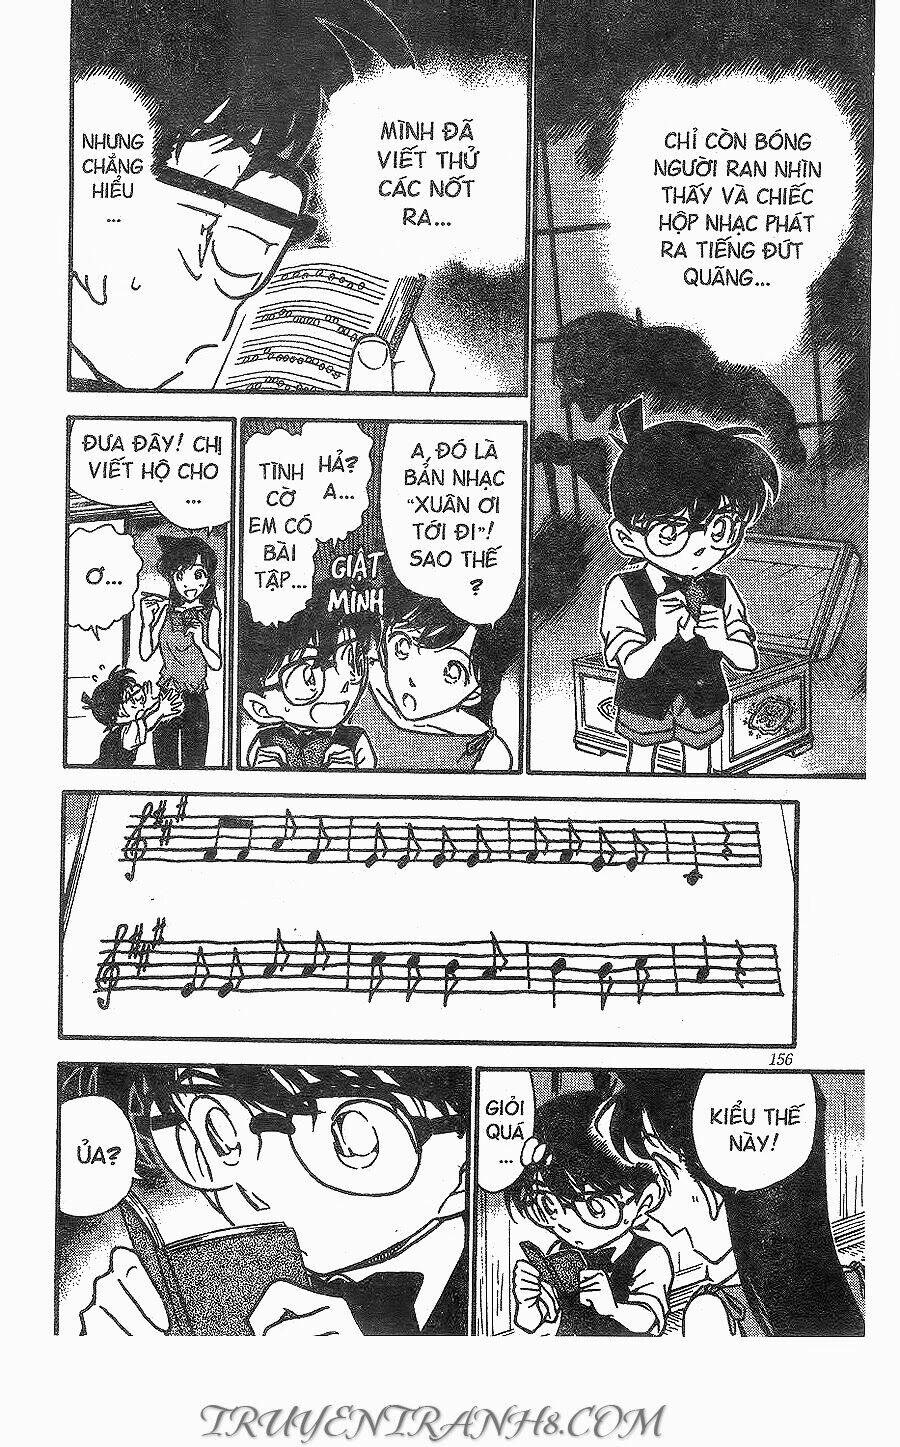 CHỈ CÒN BÓNG
NGƯỜI RAN NHÌN
THẤY VÀ CHIẾC
HỘP NHẠC PHÁT
RA TIẾNG ĐỨT
QUÃNG...
MÌNH ĐÃ
VIẾT THỬ
CÁC NỐT
RA...
NHƯNG
CHẲNG
HIỂU
...
A, ĐÓ LÀ
BẢN NHẠC
"XUÂN ƠI
TỚI ĐI"!
SAO THẾ
?
HẢ?
A...
TÌNH
CỜ
EM CÓ
BÀI
TẬP...
GIẬT
MÌNH
ĐƯA ĐÂY! CHỊ
VIẾT HỘ CHO
...
Ơ...
156
KIỂU THẾ
NÀY!
GIỎI
QUÁ
...
ỦA?
TRUYENTRANH8.COM